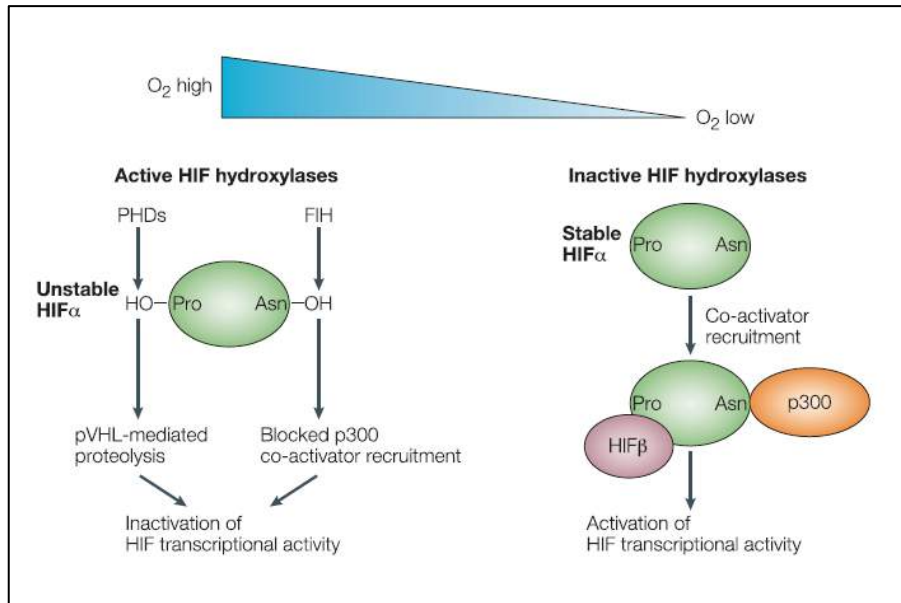 O₂ high
O₂ low
Active HIF hydroxylases
PHDs
FIH
Unstable
HIFα
HO–Pro
Asn–OH
pVHL-mediated
proteolysis
Blocked p300
co-activator recruitment
Inactivation of
HIF transcriptional activity
Inactive HIF hydroxylases
Stable
HIFα
Pro
Asn
Co-activator
recruitment
Pro
Asn
p300
HIFβ
Activation of
HIF transcriptional activity